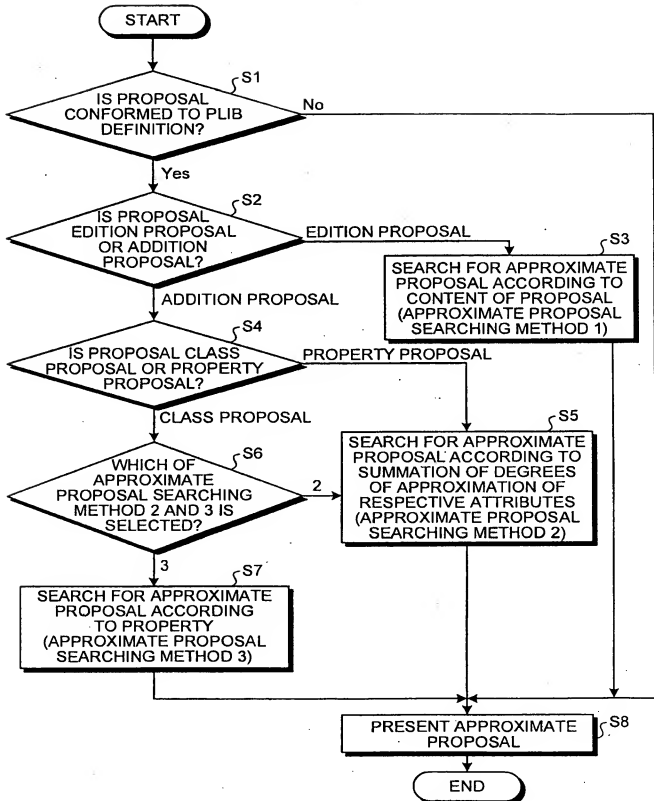 START
S1
IS PROPOSAL
CONFORMED TO PLIB
DEFINITION?
No
Yes
S2
IS PROPOSAL
EDITION PROPOSAL
OR ADDITION
PROPOSAL?
EDITION PROPOSAL
S3
SEARCH FOR APPROXIMATE
PROPOSAL ACCORDING TO
CONTENT OF PROPOSAL
(APPROXIMATE PROPOSAL
SEARCHING METHOD 1)
ADDITION PROPOSAL
S4
IS PROPOSAL CLASS
PROPOSAL OR PROPERTY
PROPOSAL?
PROPERTY PROPOSAL
CLASS PROPOSAL
S5
SEARCH FOR APPROXIMATE
PROPOSAL ACCORDING TO
SUMMATION OF DEGREES
OF APPROXIMATION OF
RESPECTIVE ATTRIBUTES
(APPROXIMATE PROPOSAL
SEARCHING METHOD 2)
S6
WHICH OF
APPROXIMATE
PROPOSAL SEARCHING
METHOD 2 AND 3 IS
SELECTED?
2
3
S7
SEARCH FOR APPROXIMATE
PROPOSAL ACCORDING
TO PROPERTY
(APPROXIMATE PROPOSAL
SEARCHING METHOD 3)
S8
PRESENT APPROXIMATE
PROPOSAL
END